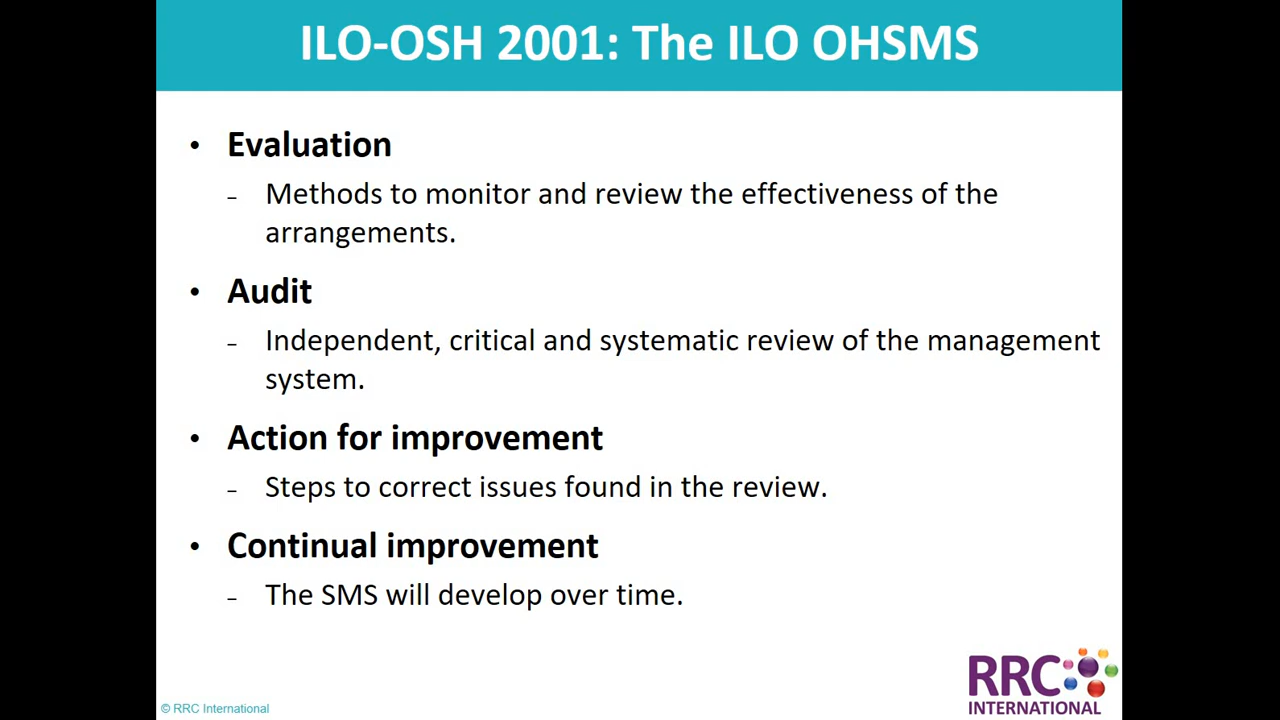 ILO-OSH 2001: The ILO OHSMS
• Evaluation
– Methods to monitor and review the effectiveness of the
arrangements.
• Audit
– Independent, critical and systematic review of the management
system.
• Action for improvement
– Steps to correct issues found in the review.
• Continual improvement
– The SMS will develop over time.
RRC
INTERNATIONAL
© RRC International